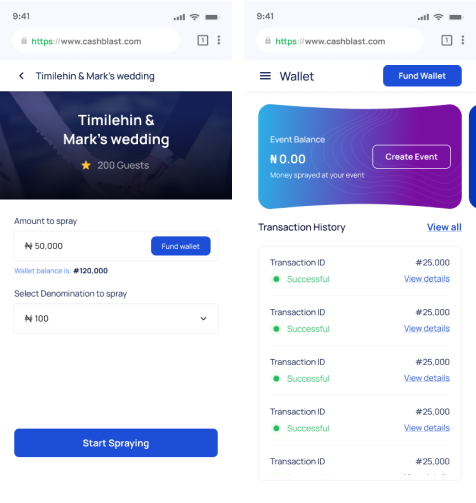 9:41
https://www.cashblast.com
1
Timilehin & Mark's wedding
Timilehin &
Mark's wedding
200 Guests
Amount to spray
₦ 50,000
Fund wallet
Wallet balance is: #120,000
Select Denomination to spray
₦ 100
Start Spraying
9:41
https://www.cashblast.com
1
Wallet
Fund Wallet
Event Balance
₦ 0.00
Create Event
Money sprayed at your event
Transaction History
View all
Transaction ID
#25,000
Successful
View details
Transaction ID
#25,000
Successful
View details
Transaction ID
#25,000
Successful
View details
Transaction ID
#25,000
Successful
View details
Transaction ID
#25,000